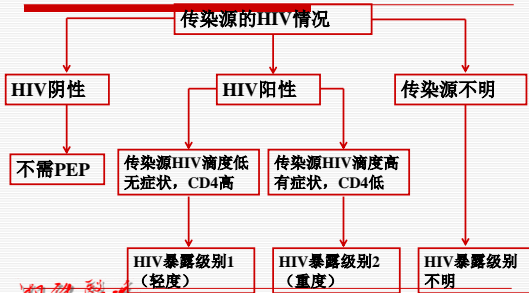 传染源的HIV情况
HIV阴性
HIV阳性
传染源不明
不需PEP
传染源HIV滴度低
无症状，CD4高
传染源HIV滴度高
有症状，CD4低
HIV暴露级别1
（轻度）
HIV暴露级别2
（重度）
HIV暴露级别
不明